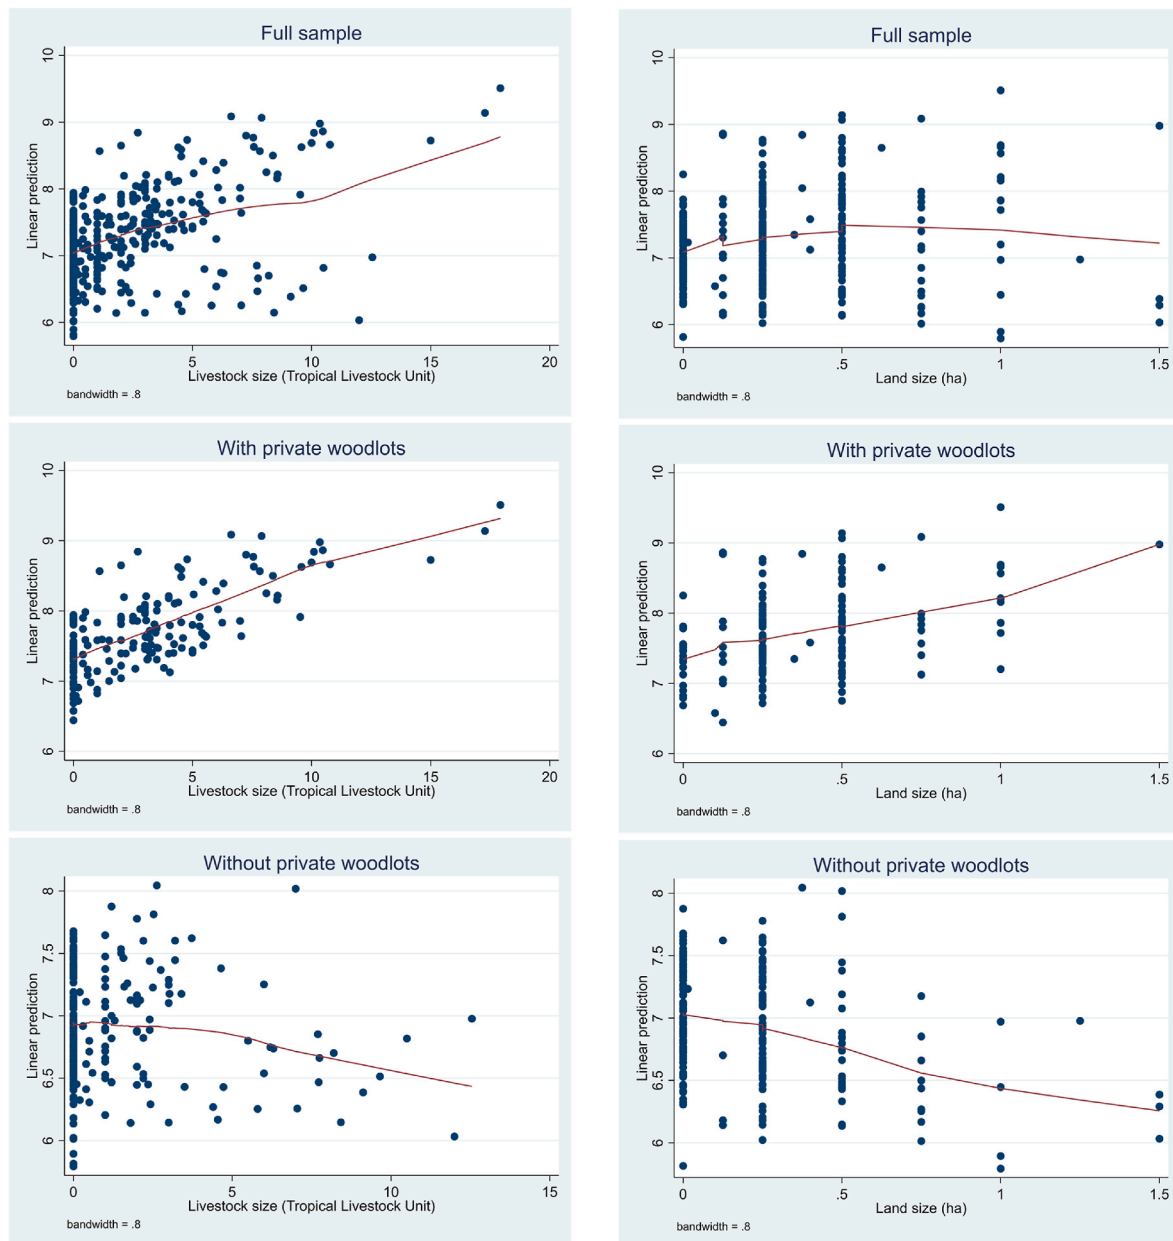 Full sample
Linear prediction
10
9
8
7
6
0 5 10 15 20
Livestock size (Tropical Livestock Unit)
bandwidth = .8
Full sample
Linear prediction
10
9
8
7
6
0 .5 1 1.5
Land size (ha)
bandwidth = .8
With private woodlots
Linear prediction
10
9
8
7
6
0 5 10 15 20
Livestock size (Tropical Livestock Unit)
bandwidth = .8
With private woodlots
Linear prediction
10
9
8
7
6
0 .5 1 1.5
Land size (ha)
bandwidth = .8
Without private woodlots
Linear prediction
8
7.5
7
6.5
6
0 5 10 15
Livestock size (Tropical Livestock Unit)
bandwidth = .8
Without private woodlots
Linear prediction
8
7.5
7
6.5
6
0 .5 1 1.5
Land size (ha)
bandwidth = .8